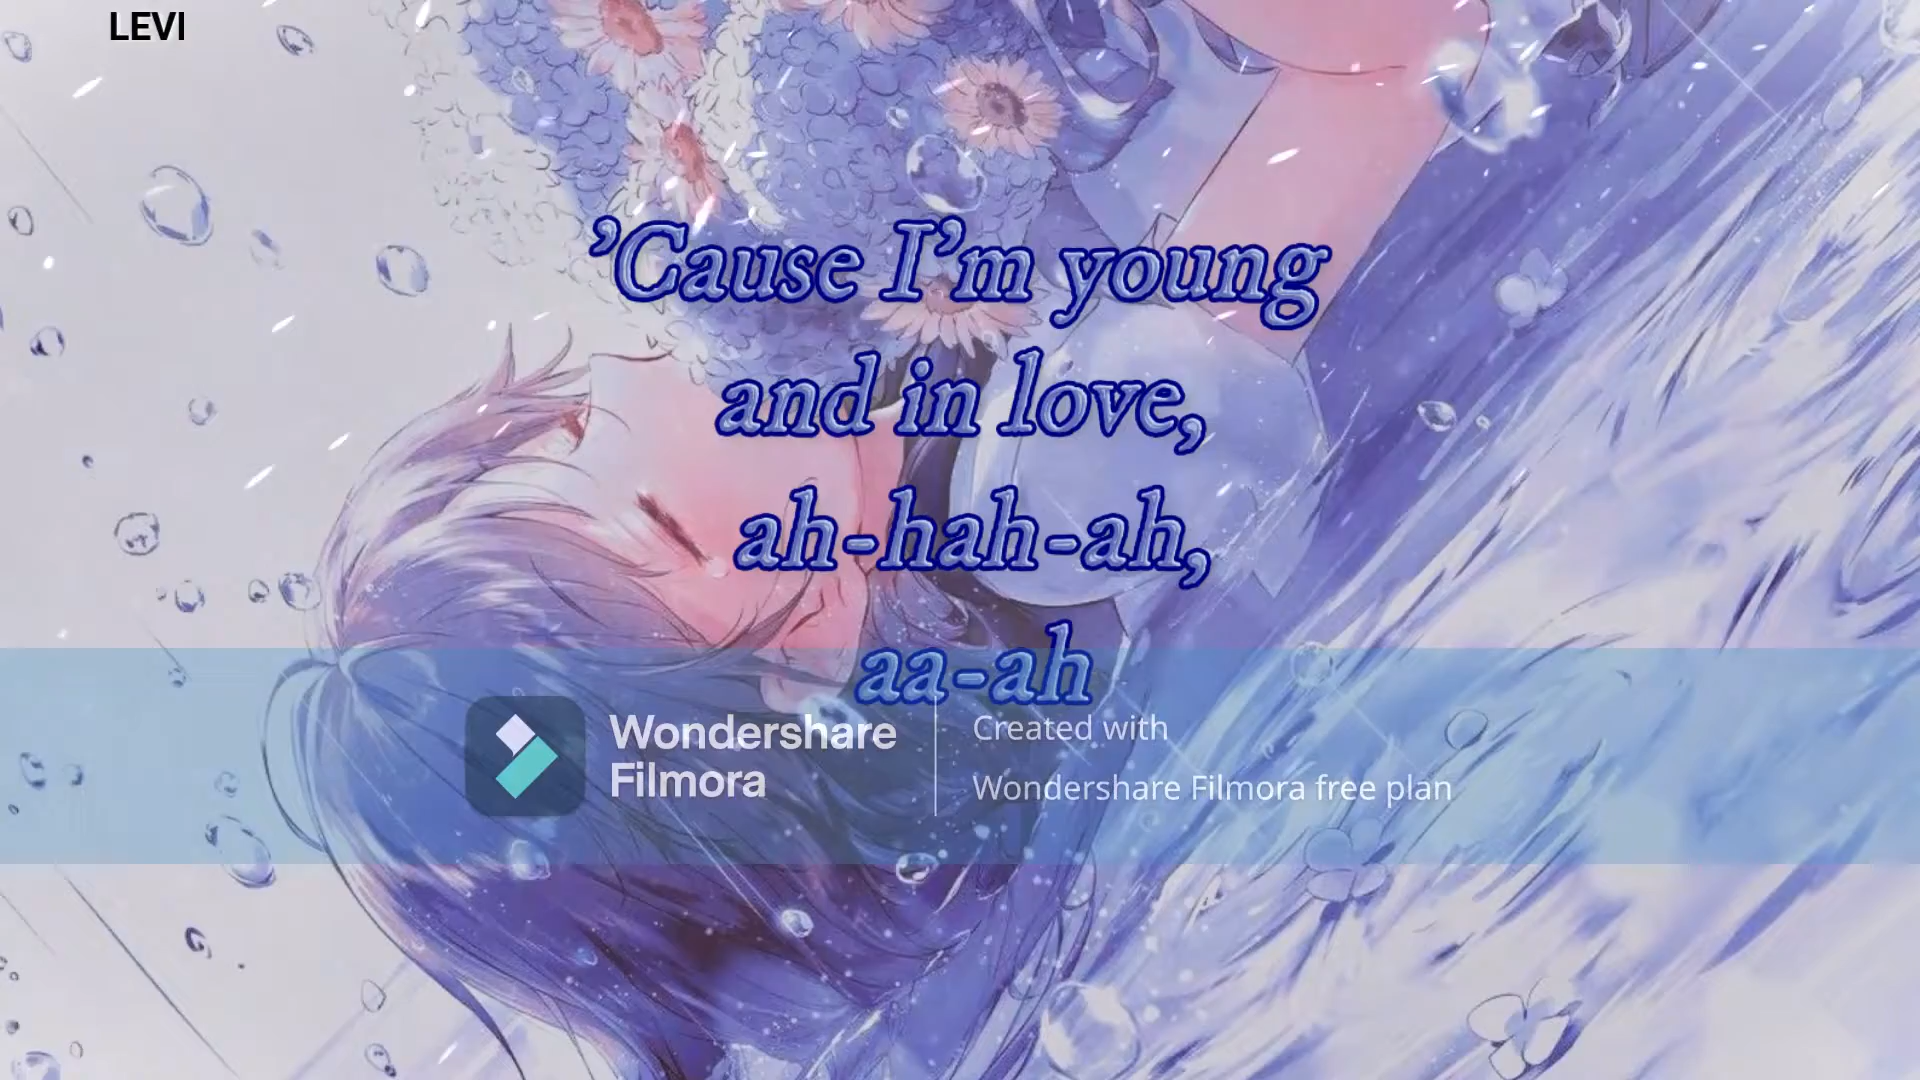 LEVI
’Cause I’m young
and in love,
ah-hah-ah,
aa-ah
Wondershare
Filmora
Created with
Wondershare Filmora free plan